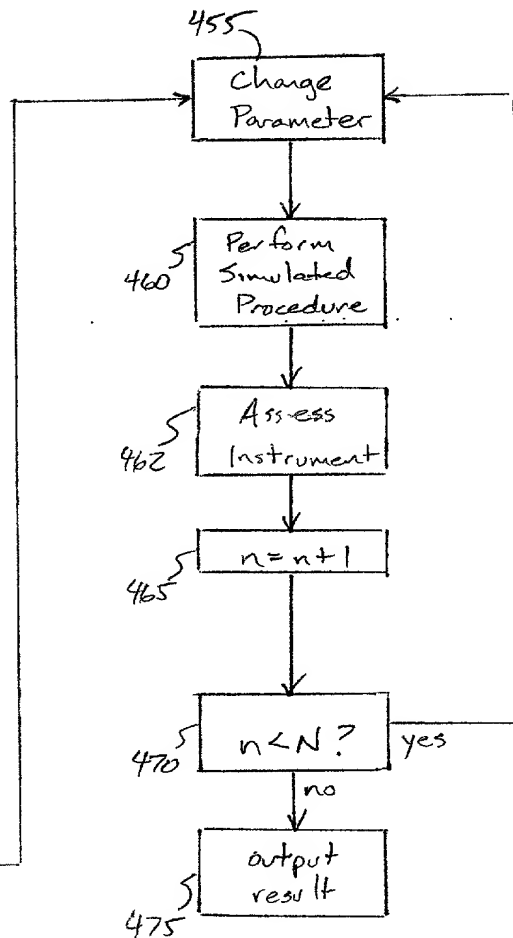 455
Change
Parameter
460
Perform
Simulated
Procedure
462
Assess
Instrument
465
n=n+1
470
n<N?
yes
no
475
output
result